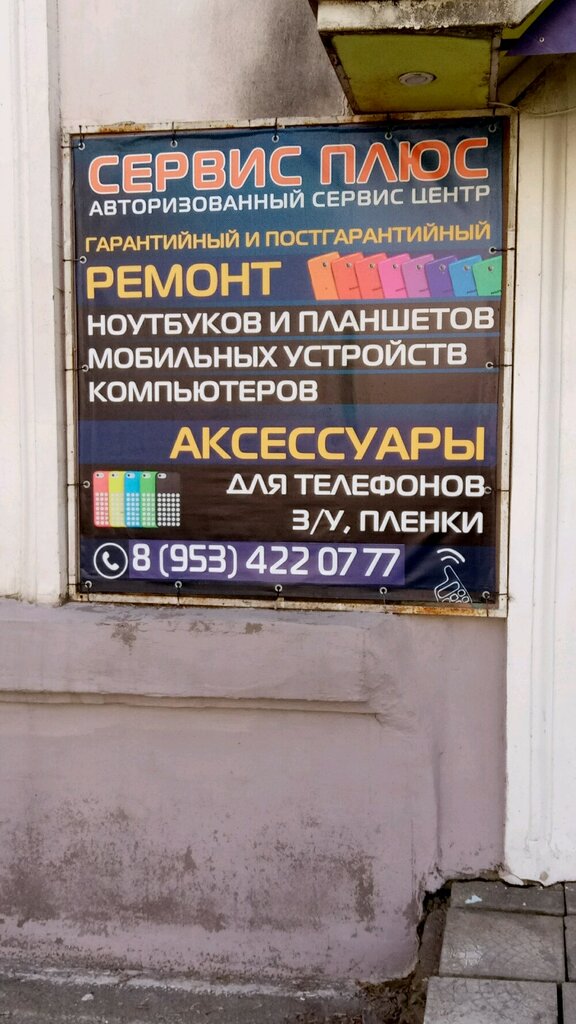 СЕРВИС ПЛЮС
АВТОРИЗОВАННЫЙ СЕРВИС ЦЕНТР
ГАРАНТИЙНЫЙ И ПОСТГАРАНТИЙНЫЙ
РЕМОНТ
НОУТБУКОВ И ПЛАНШЕТОВ
МОБИЛЬНЫХ УСТРОЙСТВ
КОМПЬЮТЕРОВ
АКСЕССУАРЫ
ДЛЯ ТЕЛЕФОНОВ
З/У, ПЛЕНКИ
8 (953) 422 07 77